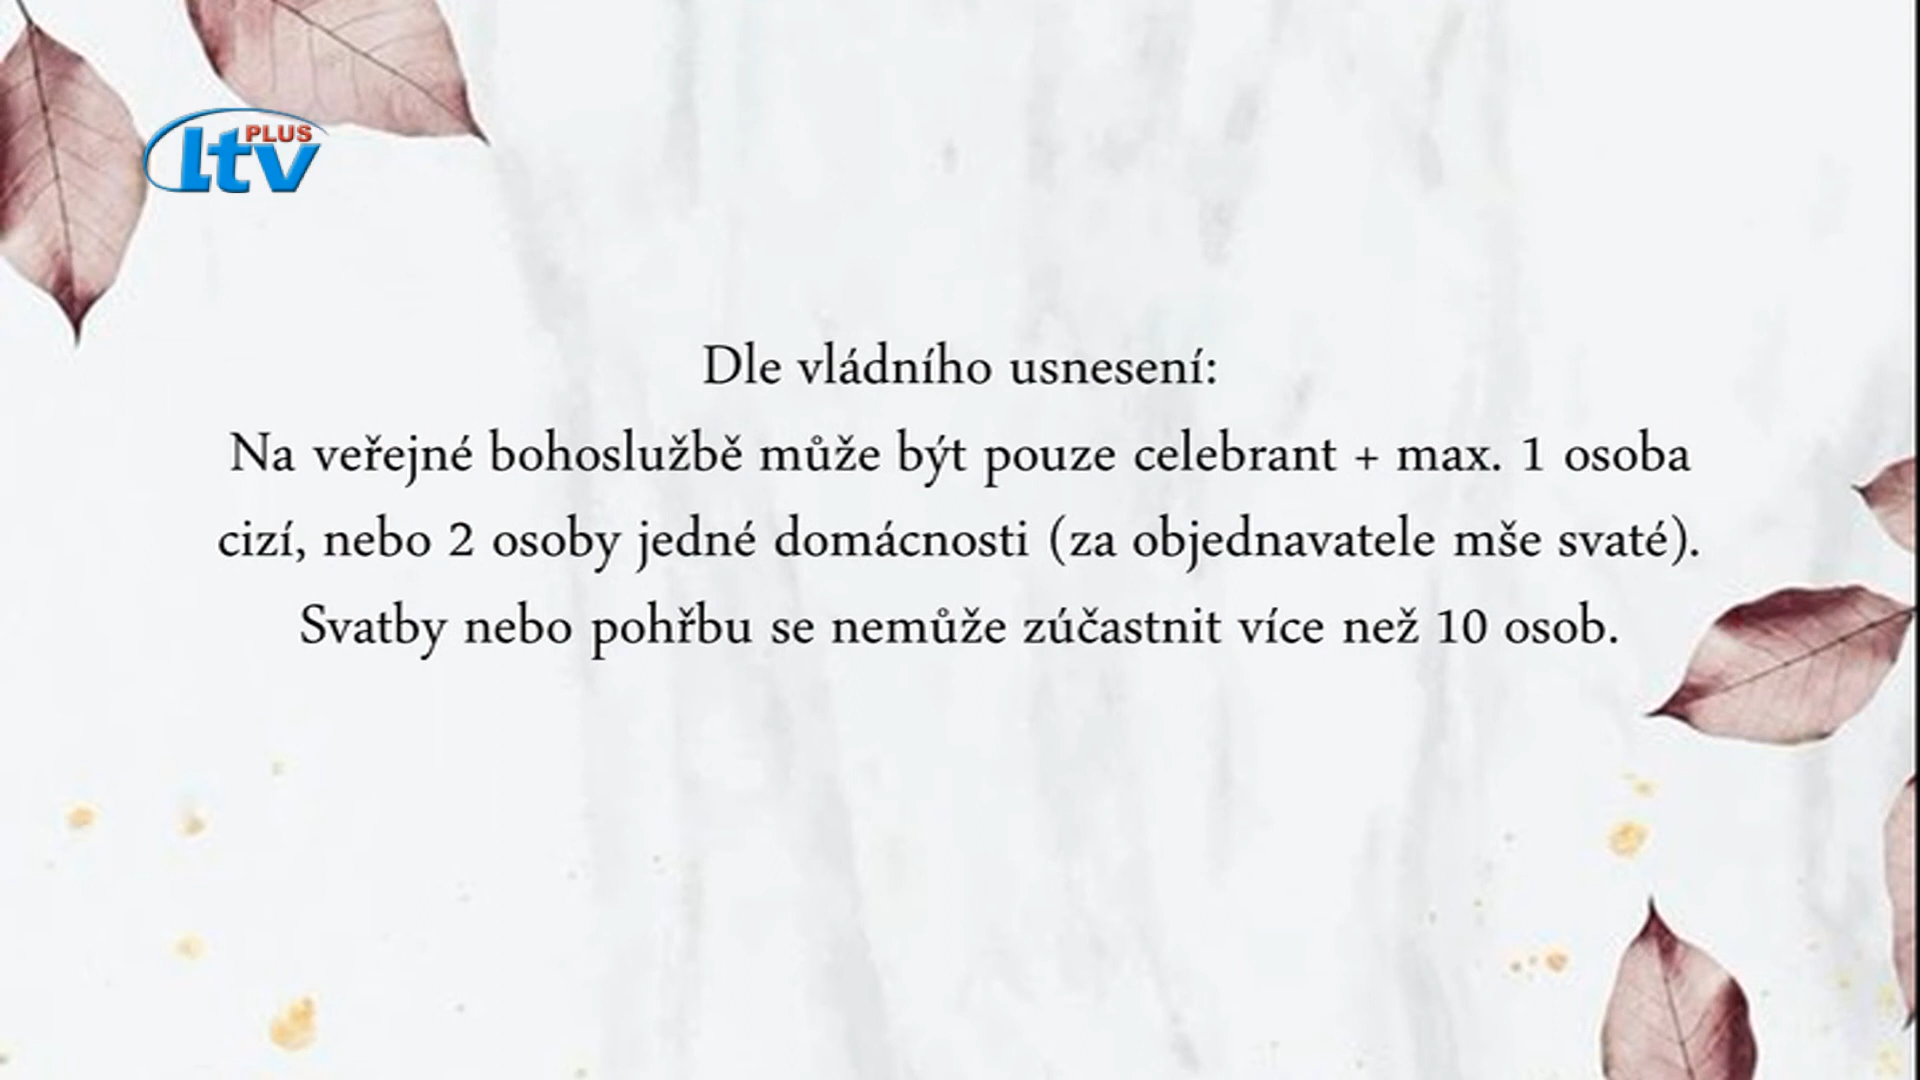 ltv PLUS
Dle vládního usnesení:
Na veřejné bohoslužbě může být pouze celebrant + max. 1 osoba
cizí, nebo 2 osoby jedné domácnosti (za objednavatele mše svaté).
Svatby nebo pohřbu se nemůže zúčastnit více než 10 osob.